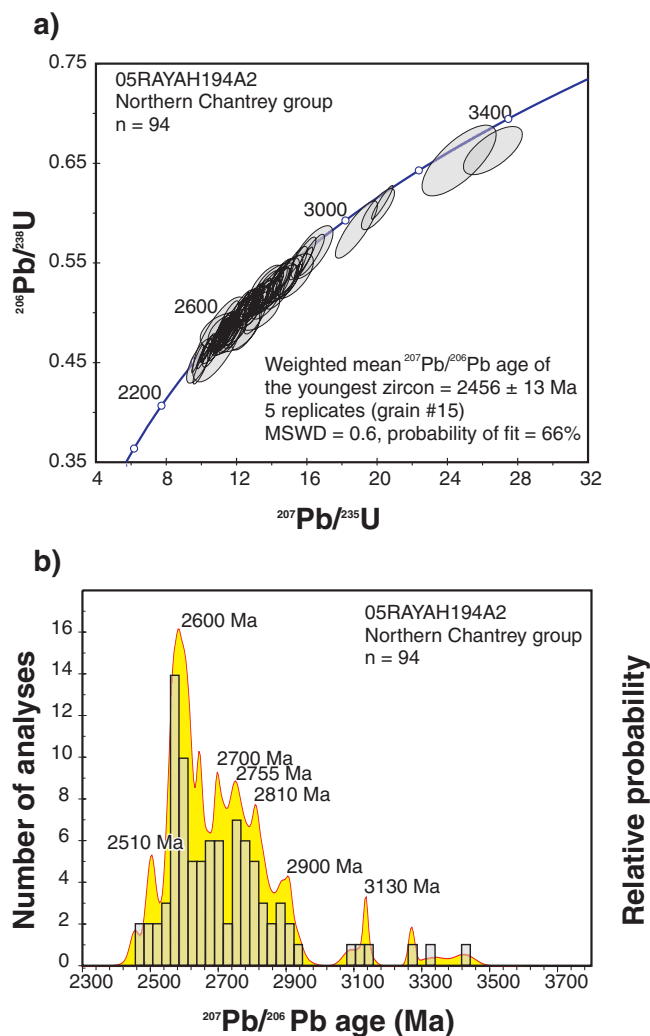 a)
0.75
05RAYAH194A2
Northern Chantrey group
n = 94
3400
0.65
3000
²⁰⁶Pb/²³⁸U
0.55
2600
0.45
Weighted mean ²⁰⁷Pb/²⁰⁶Pb age of
the youngest zircon = 2456 ± 13 Ma
5 replicates (grain #15)
MSWD = 0.6, probability of fit = 66%
2200
0.35
4 8 12 16 20 24 28 32
²⁰⁷Pb/²³⁵U
b)
05RAYAH194A2
Northern Chantrey group
n = 94
16
14
12
10
8
6
4
2
0
Number of analyses
Relative probability
2600 Ma
2700 Ma
2755 Ma
2810 Ma
2510 Ma
2900 Ma
3130 Ma
2300 2500 2700 2900 3100 3300 3500 3700
²⁰⁷Pb/²⁰⁶ Pb age (Ma)